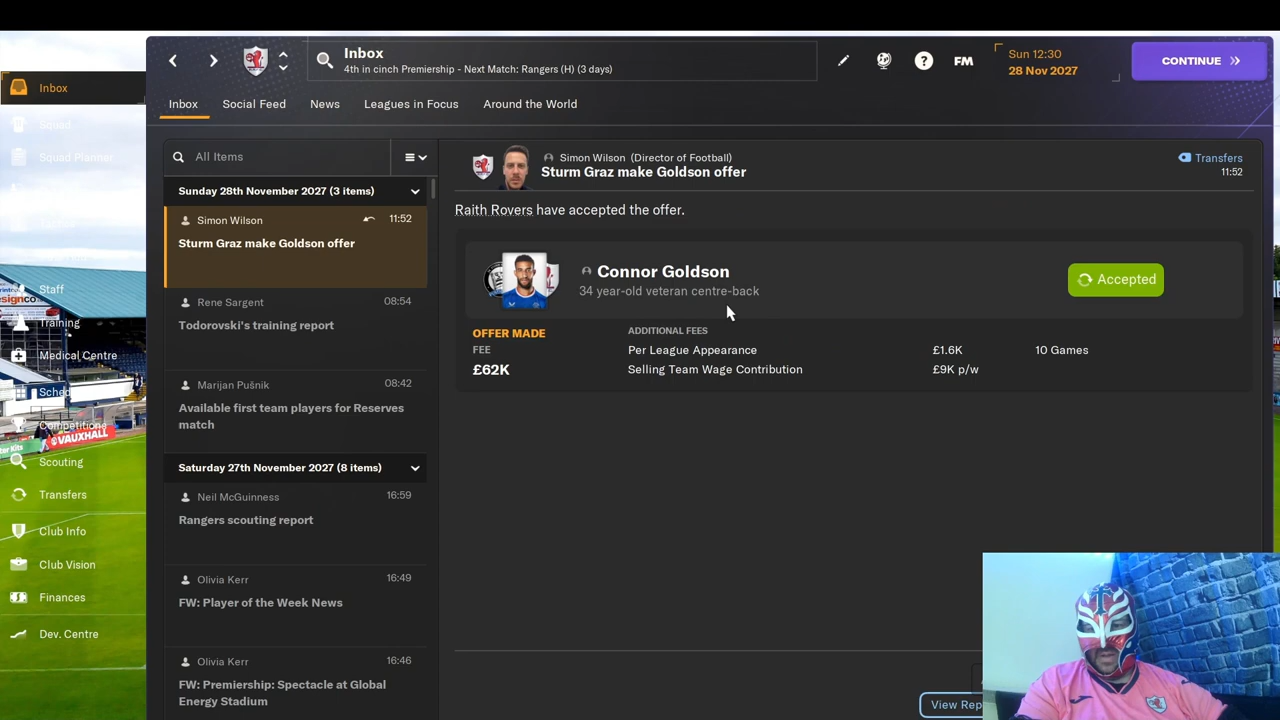 Inbox
4th in cinch Premiership - Next Match: Rangers (H) (3 days)
FM
Sun 12:30
28 Nov 2027
CONTINUE
Inbox
Social Feed
News
Leagues in Focus
Around the World
Inbox
Squad
Squad Planner
Staff
Training
Medical Centre
Sched
Competitions
VAUXHALL
Scouting
Transfers
Club Info
Club Vision
Finances
Dev. Centre
All Items
Sunday 28th November 2027 (3 items)
Simon Wilson 11:52
Sturm Graz make Goldson offer
Rene Sargent 08:54
Todorovski's training report
Marijan Pušnik 08:42
Available first team players for Reserves
match
Saturday 27th November 2027 (8 items)
Neil McGuinness 16:59
Rangers scouting report
Olivia Kerr 16:49
FW: Player of the Week News
Olivia Kerr 16:46
FW: Premiership: Spectacle at Global
Energy Stadium
Simon Wilson (Director of Football)
Sturm Graz make Goldson offer
Transfers
11:52
Raith Rovers have accepted the offer.
Connor Goldson
34 year-old veteran centre-back
Accepted
OFFER MADE
FEE
£62K
ADDITIONAL FEES
Per League Appearance £1.6K 10 Games
Selling Team Wage Contribution £9K p/w
View Rep